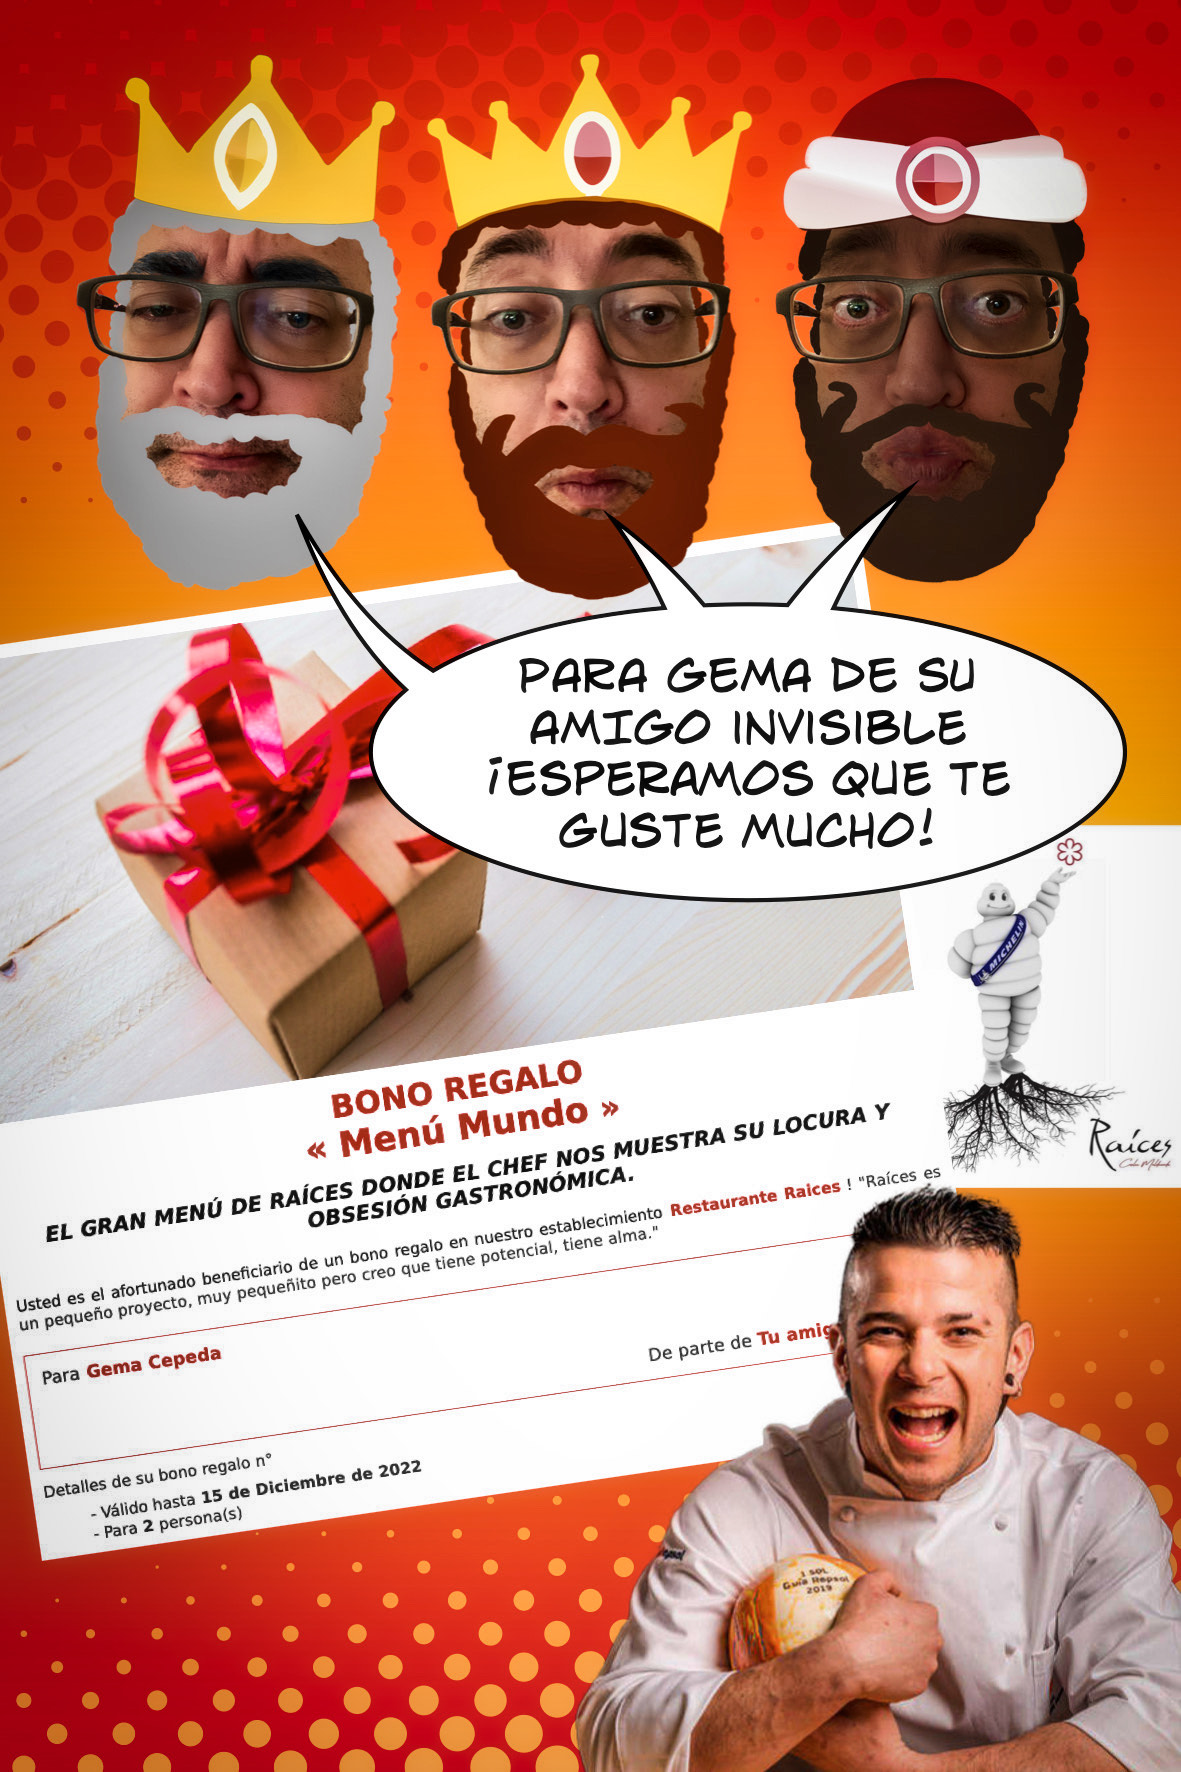 PARA GEMA DE SU
AMIGO INVISIBLE
¡ESPERAMOS QUE TE
GUSTE MUCHO!
LE MICHELIN
Raíces
BONO REGALO
« Menú Mundo »
EL GRAN MENÚ DE RAÍCES DONDE EL CHEF NOS MUESTRA SU LOCURA Y
OBSESIÓN GASTRONÓMICA.
Usted es el afortunado beneficiario de un bono regalo en nuestro establecimiento Restaurante Raices ! "Raíces es
un pequeño proyecto, muy pequeñito pero creo que tiene potencial, tiene alma."
Para Gema Cepeda
De parte de Tu amig
Detalles de su bono regalo n°
- Válido hasta 15 de Diciembre de 2022
- Para 2 persona(s)
1 SOL
Guía Repsol
2019